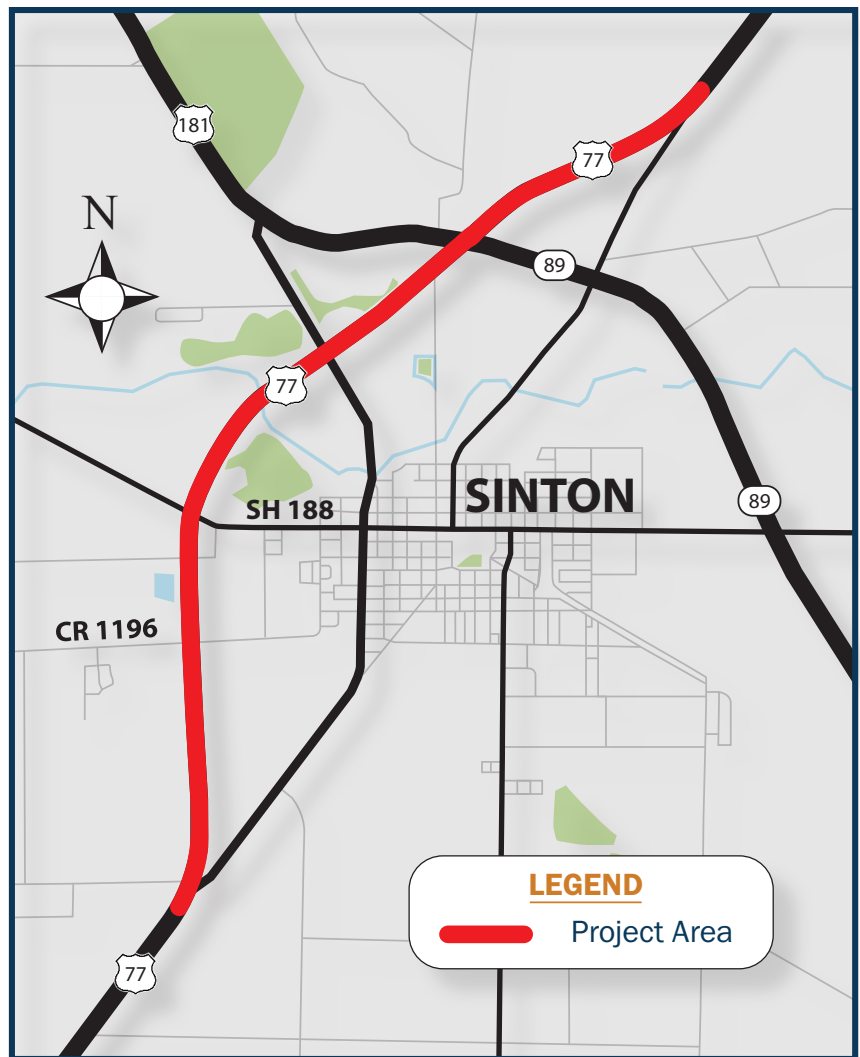 181
77
N
89
77
SINTON
89
SH 188
CR 1196
LEGEND
Project Area
77